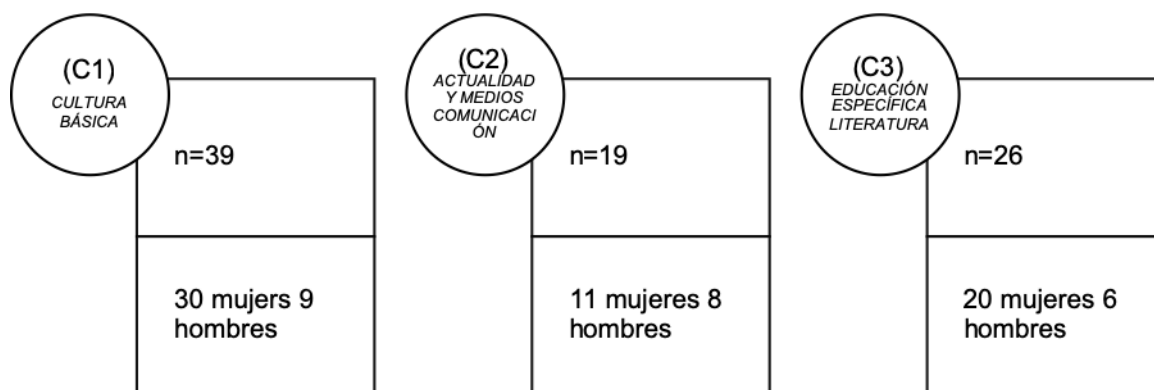 (C1)
CULTURA
BÁSICA
n=39
30 mujers 9
hombres
(C2)
ACTUALIDAD
Y MEDIOS
COMUNICACI
ÓN
n=19
11 mujeres 8
hombres
(C3)
EDUCACIÓN
ESPECÍFICA
LITERATURA
n=26
20 mujeres 6
hombres